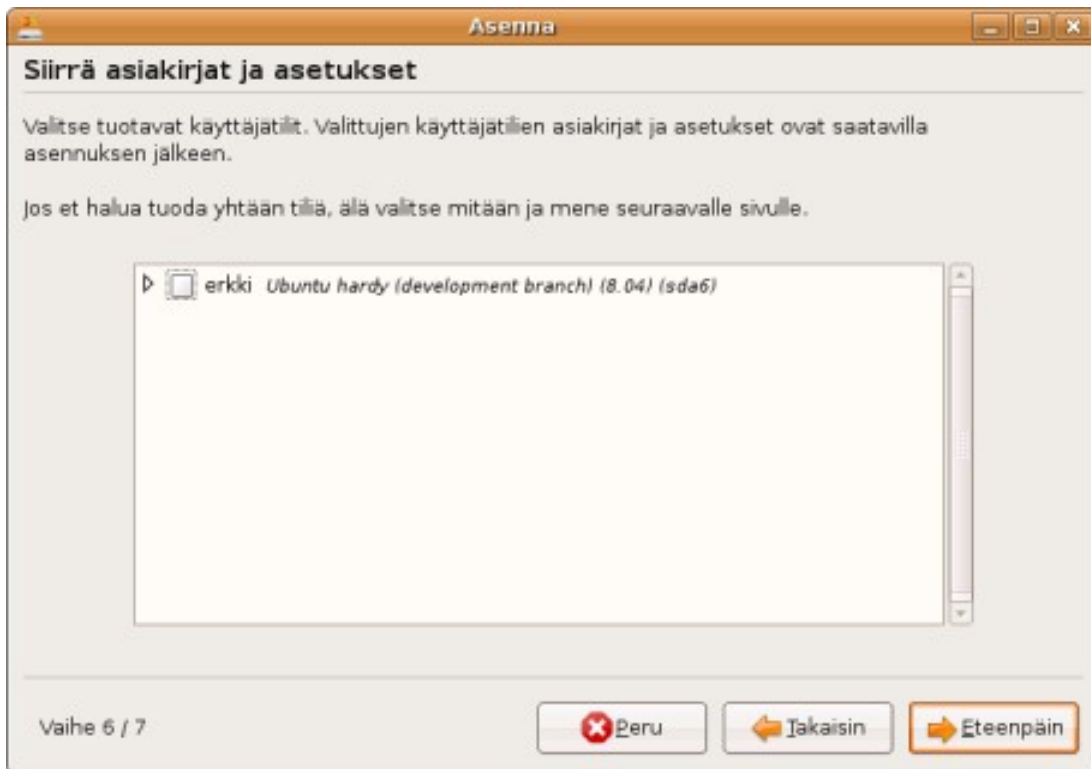 Asenna
Siirrä asiakirjat ja asetukset
Valitse tuotavat käyttäjätilit. Valittujen käyttäjätilien asiakirjat ja asetukset ovat saatavilla
asennuksen jälkeen.
Jos et halua tuoda yhtään tiliä, älä valitse mitään ja mene seuraavalle sivulle.
erkki Ubuntu hardy (development branch) (8.04) (sda6)
Vaihe 6 / 7
Peru
Takaisin
Eteenpäin